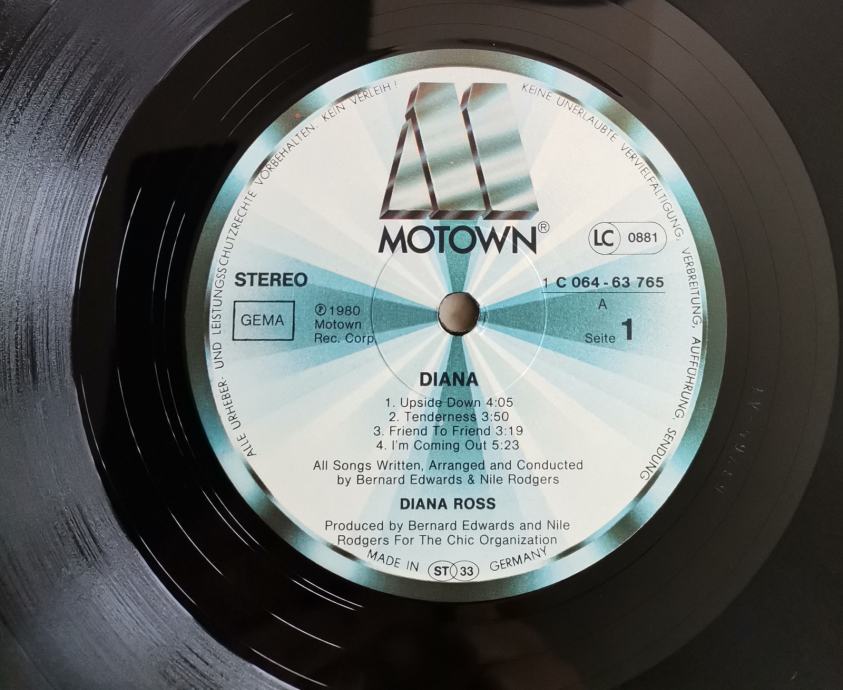 ALLE URHEBER- UND LEISTUNGSSCHUTZRECHTE VORBEHALTEN. KEIN VERLEIH! KEINE UNERLAUBTE VERVIELFÄLTIGUNG, VERBREITUNG, AUFFÜHRUNG, SENDUNG
MOTOWN®
LC 0881
STEREO
1 C 064-63 765
A
GEMA
Ⓟ1980
Motown
Rec. Corp.
Seite 1
DIANA
1. Upside Down 4:05
2. Tenderness 3:50
3. Friend To Friend 3:19
4. I'm Coming Out 5:23
All Songs Written, Arranged and Conducted
by Bernard Edwards & Nile Rodgers
DIANA ROSS
Produced by Bernard Edwards and Nile
Rodgers For The Chic Organization
MADE IN ST 33 GERMANY